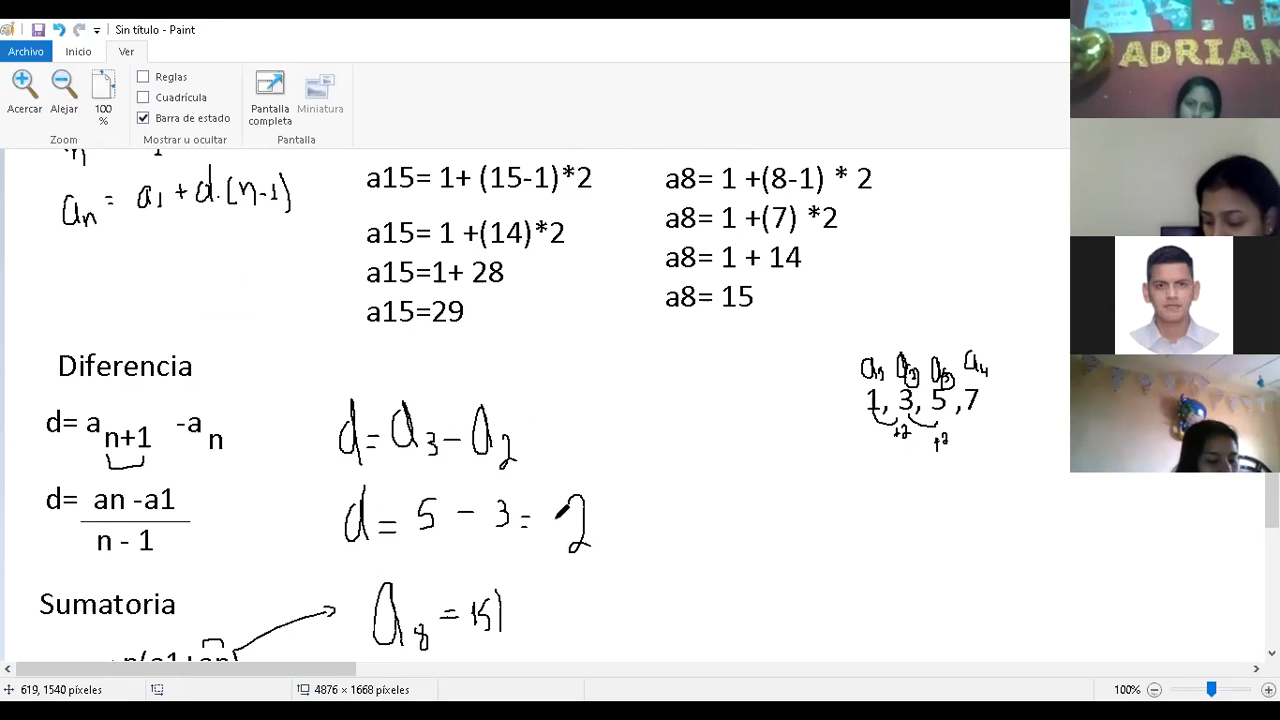 Sin título - Paint
Archivo Inicio Ver
Acercar Alejar 100 %
Reglas
Cuadrícula
Barra de estado
Pantalla completa Miniatura
Zoom Mostrar u ocultar Pantalla
an = a1 + d.(n-1)
a15= 1+ (15-1)*2
a15= 1 +(14)*2
a15=1+ 28
a15=29
a8= 1 +(8-1) * 2
a8= 1 +(7) *2
a8= 1 + 14
a8= 15
a1 a2 a3 a4
1, 3, 5 ,7
+2 +2
Diferencia
d= a n+1 -a n
d= an -a1
n - 1
d= a3 - a2
d= 5 - 3 = 2
Sumatoria
n(a1+an)
a8 = 15
619, 1540 píxeles 4876 × 1668 píxeles 100%
ADRIAN